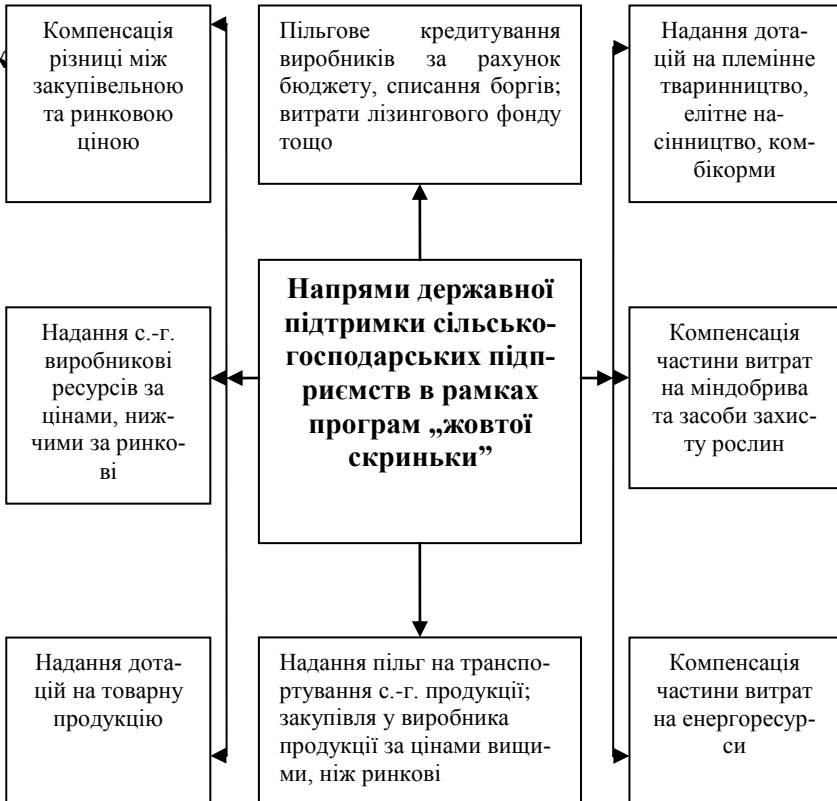 Компенсація
різниці між
закупівельною
та ринковою
ціною
Пільгове кредитування
виробників за рахунок
бюджету, списання боргів;
витрати лізингового фонду
тощо
Надання дота-
цій на племінне
тваринництво,
елітне на-
сінництво, ком-
бікорми
Надання с.-г.
виробникові
ресурсів за
цінами, ниж-
чими за ринко-
ві
Напрями державної
підтримки сільсько-
господарських підп-
риємств в рамках
програм „жовтої
скриньки”
Компенсація
частини витрат
на міндобрива
та засоби захис-
ту рослин
Надання дота-
цій на товарну
продукцію
Надання пільг на транспо-
ртування с.-г. продукції;
закупівля у виробника
продукції за цінами вищи-
ми, ніж ринкові
Компенсація
частини витрат
на енергоресур-
си